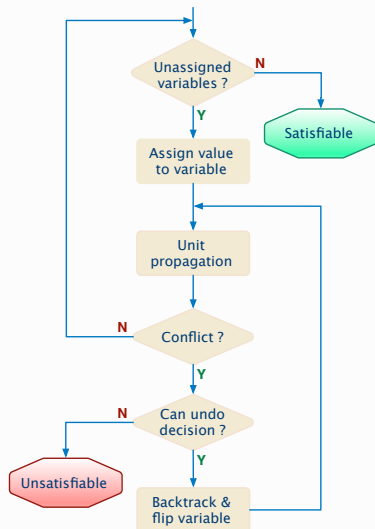 Unassigned
variables ?
N
Y
Satisfiable
Assign value
to variable
Unit
propagation
N
Conflict ?
Y
N
Can undo
decision ?
Y
Unsatisfiable
Backtrack &
flip variable